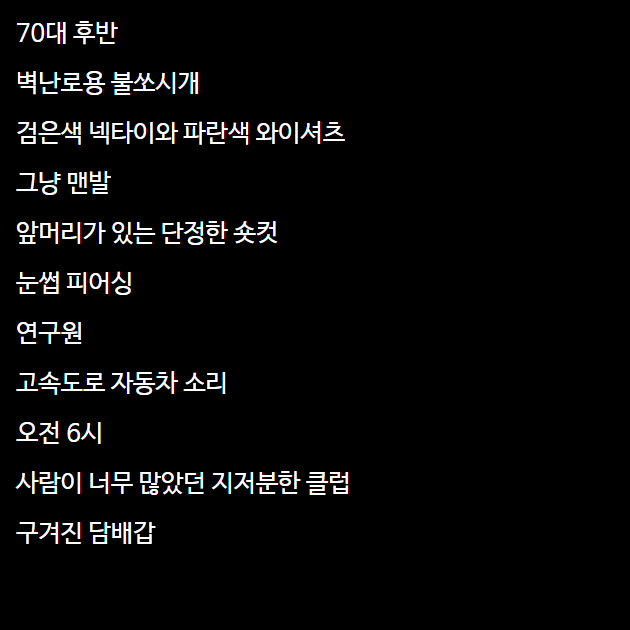 70대 후반
벽난로용 불쏘시개
검은색 넥타이와 파란색 와이셔츠
그냥 맨발
앞머리가 있는 단정한 숏컷
눈썹 피어싱
연구원
고속도로 자동차 소리
오전 6시
사람이 너무 많았던 지저분한 클럽
구겨진 담배갑